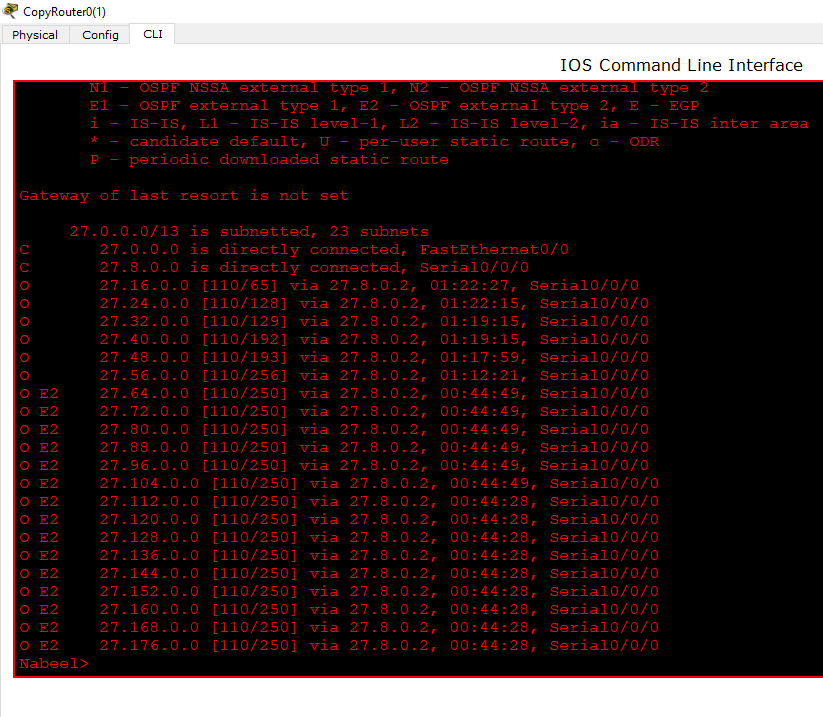 CopyRouter0(1)
Physical Config CLI
IOS Command Line Interface
N1 - OSPF NSSA external type 1, N2 - OSPF NSSA external type 2
E1 - OSPF external type 1, E2 - OSPF external type 2, E - EGP
i - IS-IS, L1 - IS-IS level-1, L2 - IS-IS level-2, ia - IS-IS inter area
* - candidate default, U - per-user static route, o - ODR
P - periodic downloaded static route
Gateway of last resort is not set
27.0.0.0/13 is subnetted, 23 subnets
C 27.0.0.0 is directly connected, FastEthernet0/0
C 27.8.0.0 is directly connected, Serial0/0/0
O 27.16.0.0 [110/65] via 27.8.0.2, 01:22:27, Serial0/0/0
O 27.24.0.0 [110/128] via 27.8.0.2, 01:22:15, Serial0/0/0
O 27.32.0.0 [110/129] via 27.8.0.2, 01:19:15, Serial0/0/0
O 27.40.0.0 [110/192] via 27.8.0.2, 01:19:15, Serial0/0/0
O 27.48.0.0 [110/193] via 27.8.0.2, 01:17:59, Serial0/0/0
O 27.56.0.0 [110/256] via 27.8.0.2, 01:12:21, Serial0/0/0
O E2 27.64.0.0 [110/250] via 27.8.0.2, 00:44:49, Serial0/0/0
O E2 27.72.0.0 [110/250] via 27.8.0.2, 00:44:49, Serial0/0/0
O E2 27.80.0.0 [110/250] via 27.8.0.2, 00:44:49, Serial0/0/0
O E2 27.88.0.0 [110/250] via 27.8.0.2, 00:44:49, Serial0/0/0
O E2 27.96.0.0 [110/250] via 27.8.0.2, 00:44:49, Serial0/0/0
O E2 27.104.0.0 [110/250] via 27.8.0.2, 00:44:49, Serial0/0/0
O E2 27.112.0.0 [110/250] via 27.8.0.2, 00:44:28, Serial0/0/0
O E2 27.120.0.0 [110/250] via 27.8.0.2, 00:44:28, Serial0/0/0
O E2 27.128.0.0 [110/250] via 27.8.0.2, 00:44:28, Serial0/0/0
O E2 27.136.0.0 [110/250] via 27.8.0.2, 00:44:28, Serial0/0/0
O E2 27.144.0.0 [110/250] via 27.8.0.2, 00:44:28, Serial0/0/0
O E2 27.152.0.0 [110/250] via 27.8.0.2, 00:44:28, Serial0/0/0
O E2 27.160.0.0 [110/250] via 27.8.0.2, 00:44:28, Serial0/0/0
O E2 27.168.0.0 [110/250] via 27.8.0.2, 00:44:28, Serial0/0/0
O E2 27.176.0.0 [110/250] via 27.8.0.2, 00:44:28, Serial0/0/0
Nabeel>